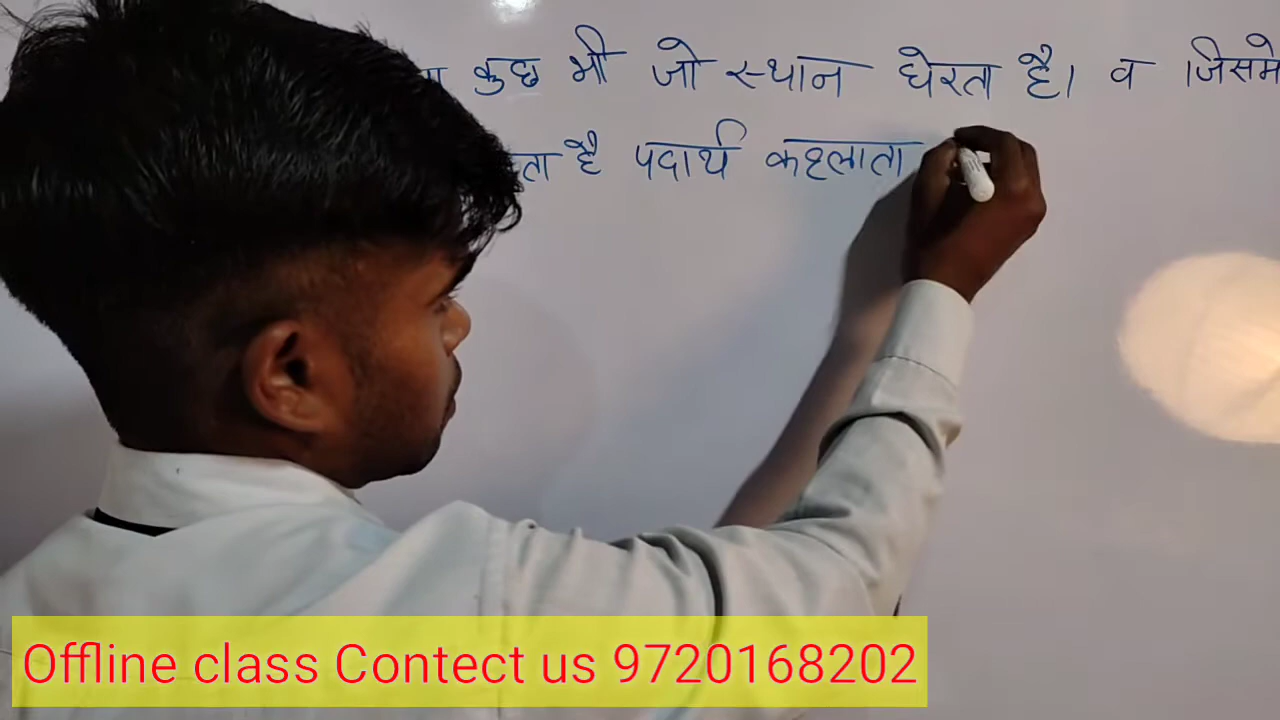 कुछ भी जो स्थान घेरता है। व जिसमे
है पदार्थ कहलाता
Offline class Contect us 9720168202